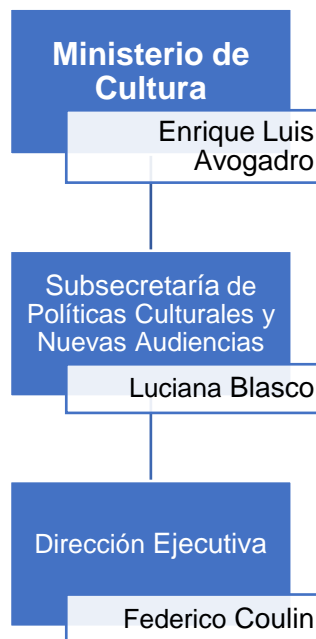 Ministerio de
Cultura
Enrique Luis
Avogadro
Subsecretaría de
Políticas Culturales y
Nuevas Audiencias
Luciana Blasco
Dirección Ejecutiva
Federico Coulin